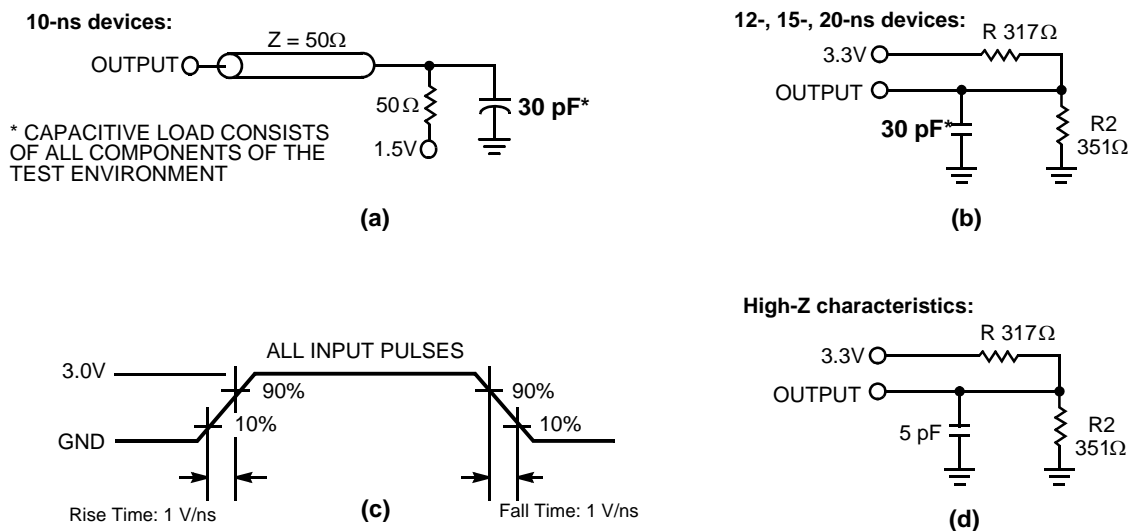 10-ns devices:
Z = 50Ω
OUTPUT
50Ω
30 pF*
1.5V
* CAPACITIVE LOAD CONSISTS
OF ALL COMPONENTS OF THE
TEST ENVIRONMENT
(a)
12-, 15-, 20-ns devices:
R 317Ω
3.3V
OUTPUT
30 pF*
R2
351Ω
(b)
ALL INPUT PULSES
3.0V
90%
10%
GND
90%
10%
Rise Time: 1 V/ns
(c)
Fall Time: 1 V/ns
High-Z characteristics:
R 317Ω
3.3V
OUTPUT
5 pF
R2
351Ω
(d)